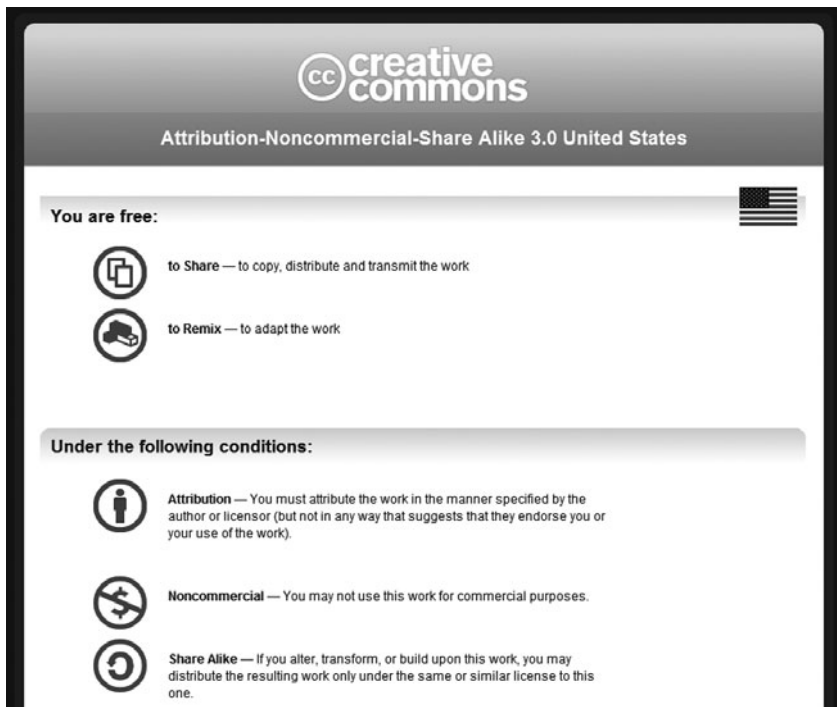 cc creative
commons
Attribution-Noncommercial-Share Alike 3.0 United States
You are free:
to Share — to copy, distribute and transmit the work
to Remix — to adapt the work
Under the following conditions:
Attribution — You must attribute the work in the manner specified by the
author or licensor (but not in any way that suggests that they endorse you or
your use of the work).
Noncommercial — You may not use this work for commercial purposes.
Share Alike — If you alter, transform, or build upon this work, you may
distribute the resulting work only under the same or similar license to this
one.